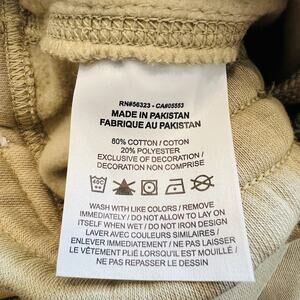 RN#56323 - CA#05553
MADE IN PAKISTAN
FABRIQUE AU PAKISTAN
80% COTTON / COTON
20% POLYESTER
EXCLUSIVE OF DECORATION /
DECORATION NON COMPRISE
WASH WITH LIKE COLORS / REMOVE
IMMEDIATELY / DO NOT ALLOW TO LAY ON
ITSELF WHEN WET / DO NOT IRON DESIGN
LAVER AVEC COULEURS SIMILAIRES /
ENLEVER IMMEDIATEMENT / NE PAS LAISSER
LE VÊTEMENT PLIÉ LORSQU'IL EST MOUILLÉ /
NE PAS REPASSER LE DESSIN